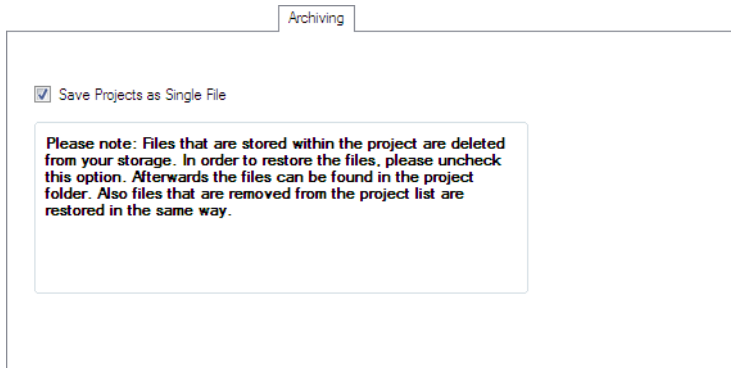 Archiving
Save Projects as Single File
Please note: Files that are stored within the project are deleted
from your storage. In order to restore the files, please uncheck
this option. Afterwards the files can be found in the project
folder. Also files that are removed from the project list are
restored in the same way.